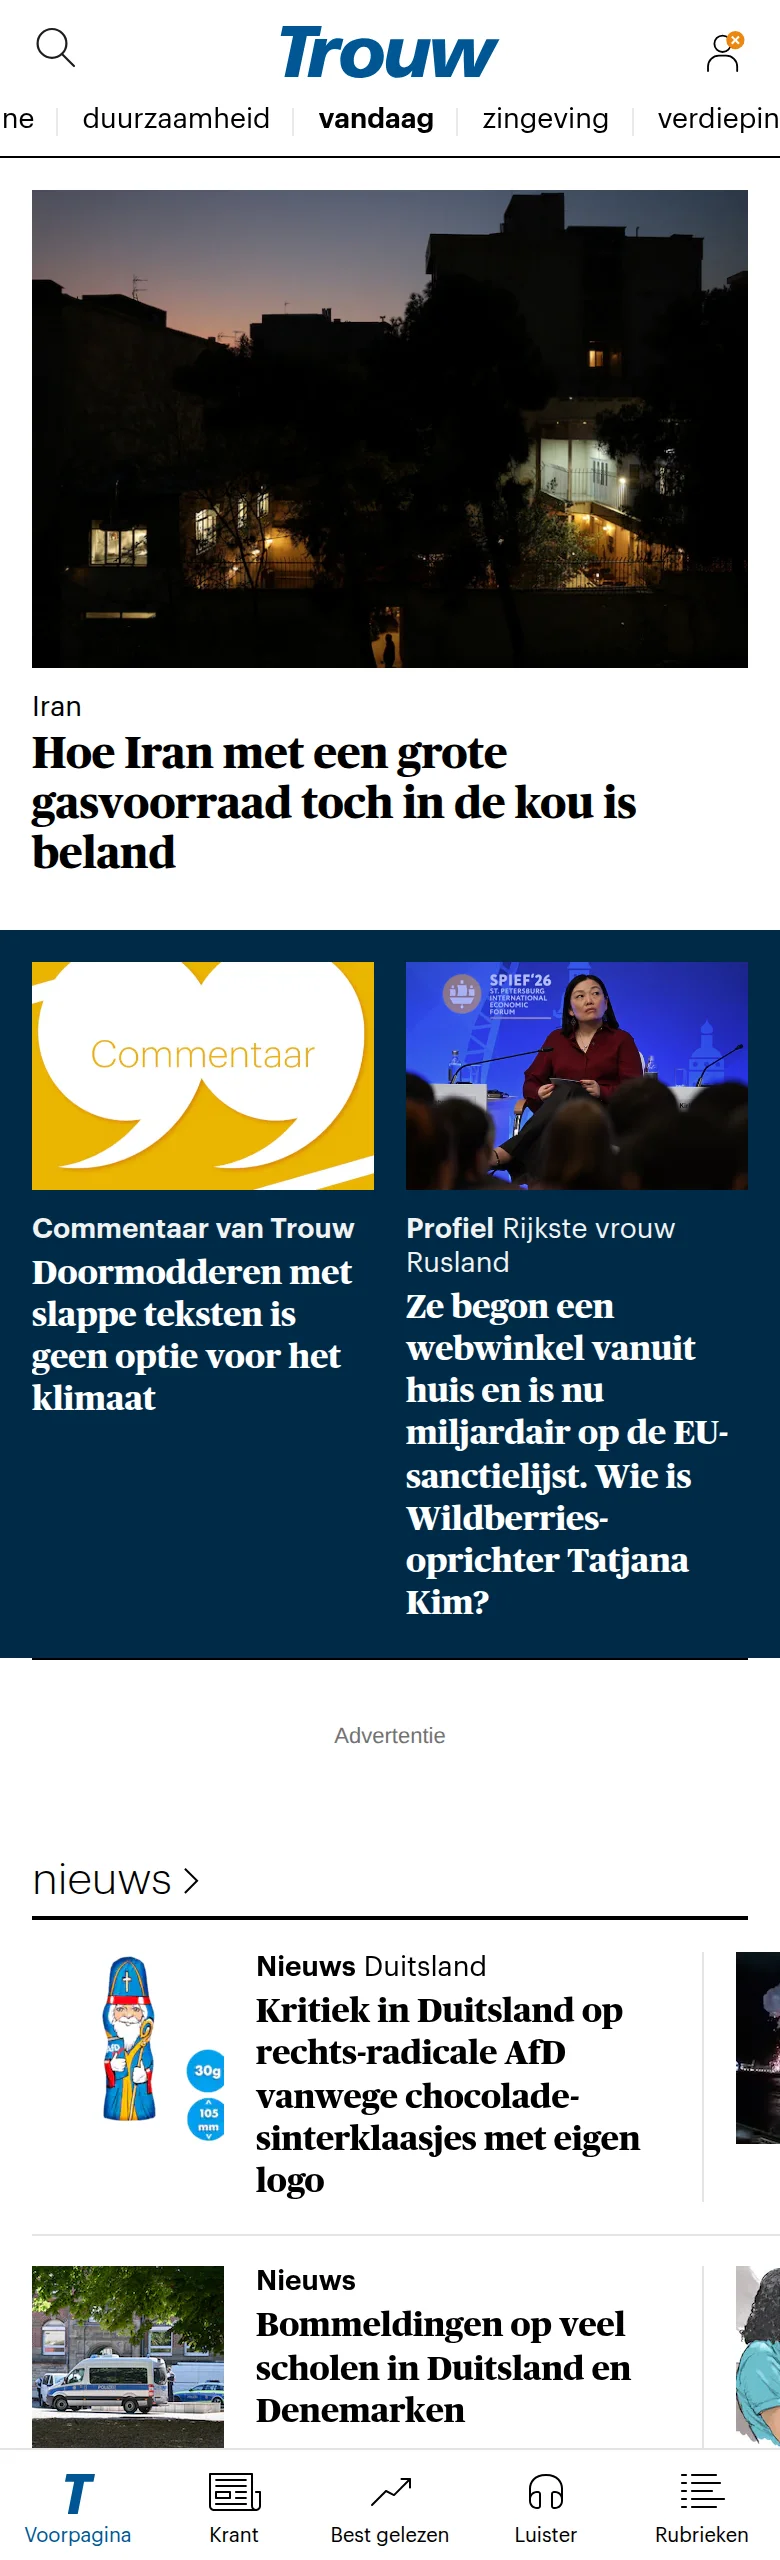 Trouw
ne duurzaamheid vandaag zingeving verdiepin
Iran
Hoe Iran met een grote
gasvoorraad toch in de kou is
beland
Commentaar
SPIEF'26
ST. PETERSBURG
INTERNATIONAL
ECONOMIC
FORUM
Commentaar van Trouw
Doormodderen met
slappe teksten is
geen optie voor het
klimaat
Profiel Rijkste vrouw
Rusland
Ze begon een
webwinkel vanuit
huis en is nu
miljardair op de EU-
sanctielijst. Wie is
Wildberries-
oprichter Tatjana
Kim?
Advertentie
nieuws
30g
105
mm
Nieuws Duitsland
Kritiek in Duitsland op
rechts-radicale AfD
vanwege chocolade-
sinterklaasjes met eigen
logo
Nieuws
Bommeldingen op veel
scholen in Duitsland en
Denemarken
T
Voorpagina Krant Best gelezen Luister Rubrieken